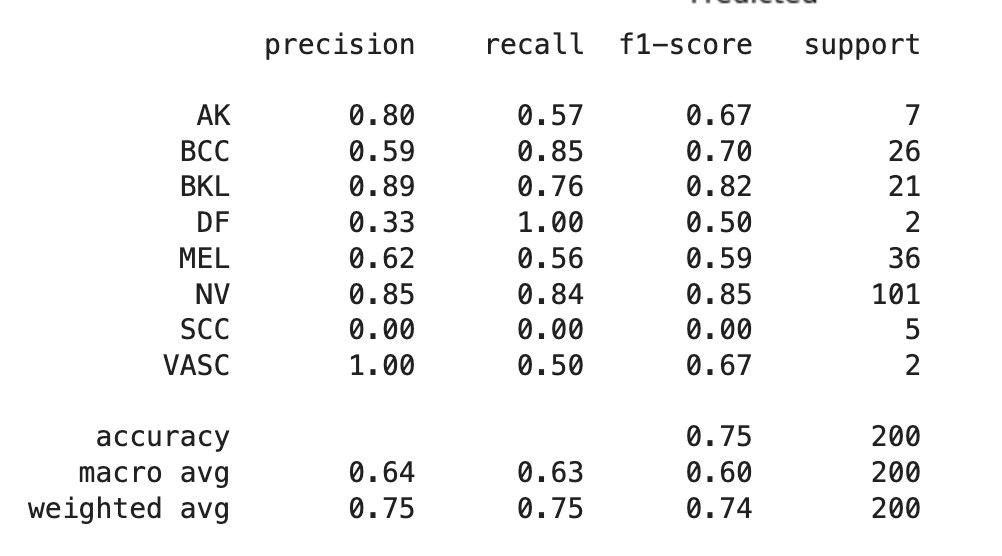 precision recall f1-score support
AK 0.80 0.57 0.67 7
BCC 0.59 0.85 0.70 26
BKL 0.89 0.76 0.82 21
DF 0.33 1.00 0.50 2
MEL 0.62 0.56 0.59 36
NV 0.85 0.84 0.85 101
SCC 0.00 0.00 0.00 5
VASC 1.00 0.50 0.67 2
accuracy 0.75 200
macro avg 0.64 0.63 0.60 200
weighted avg 0.75 0.75 0.74 200